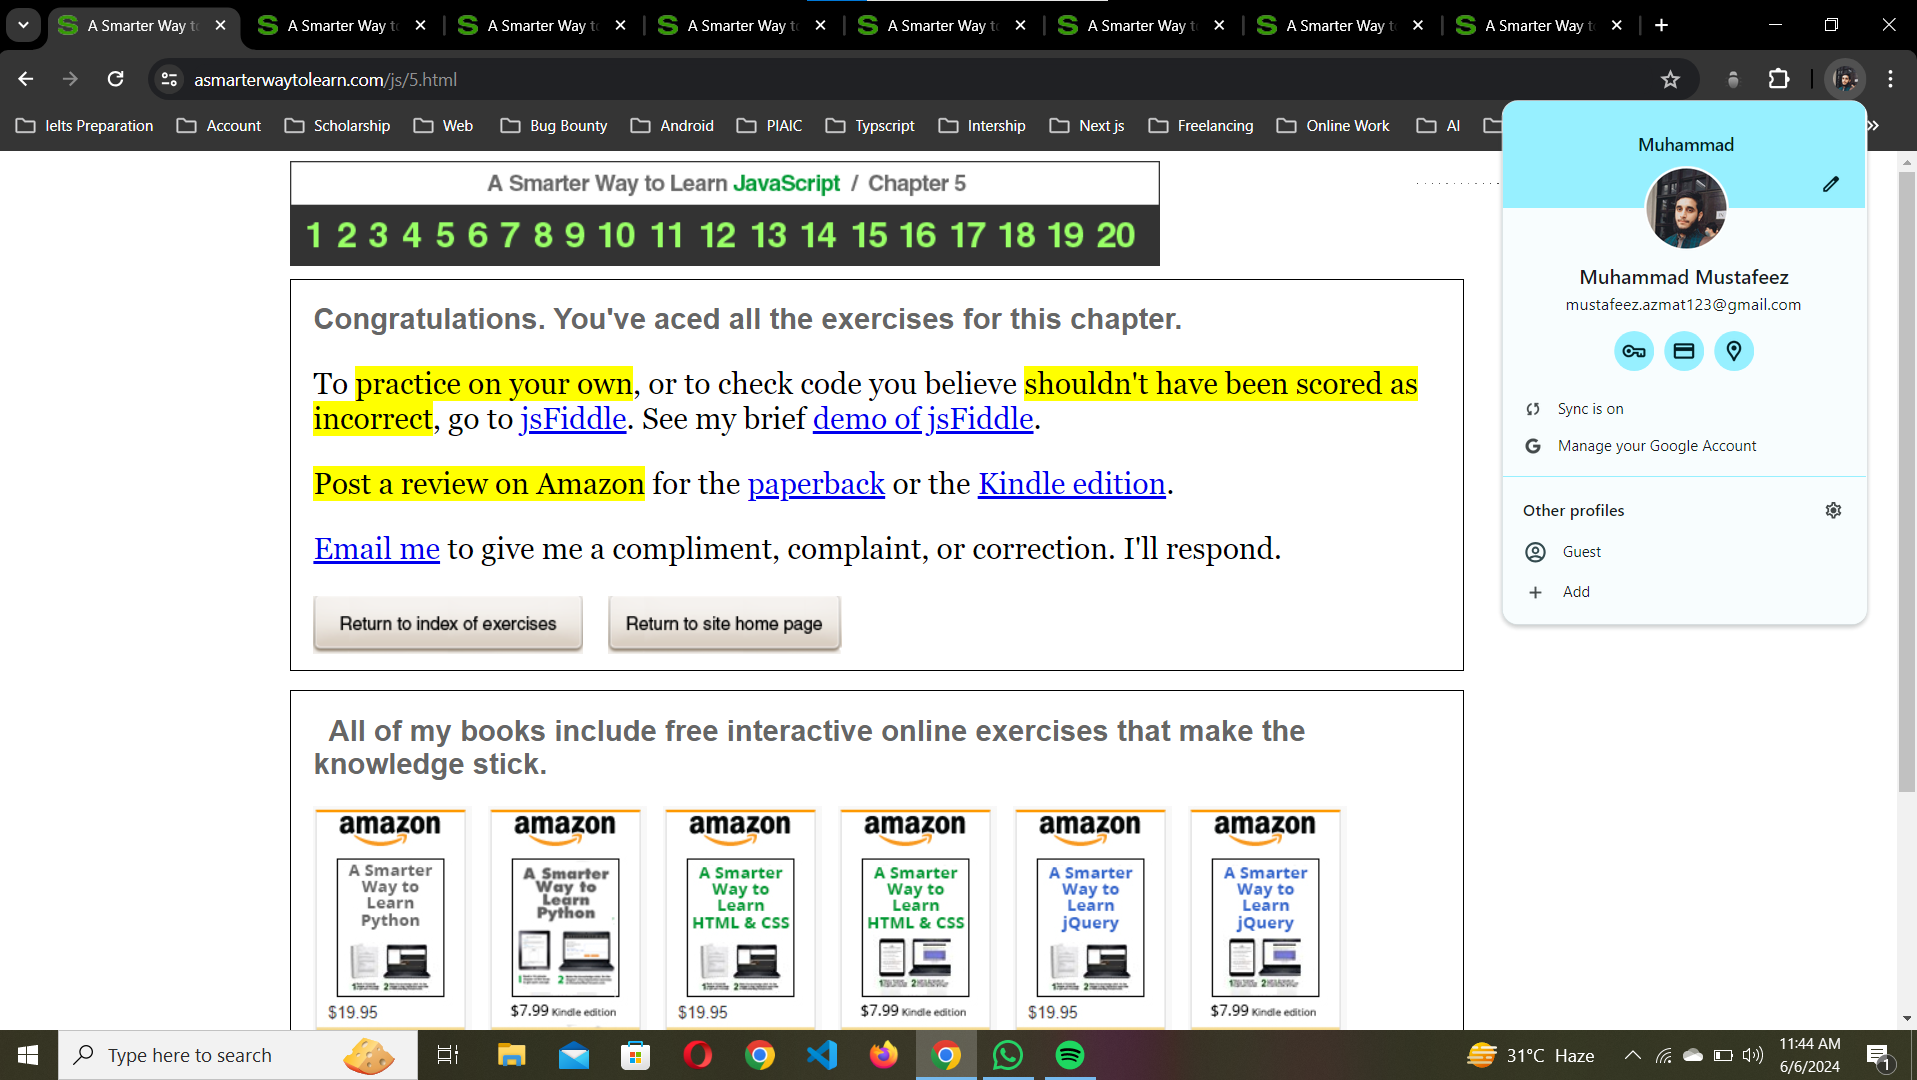 A Smarter Way to
A Smarter Way to
A Smarter Way to
A Smarter Way to
A Smarter Way to
A Smarter Way to
A Smarter Way to
A Smarter Way to
asmarterwaytolearn.com/js/5.html
Ielts Preparation
Account
Scholarship
Web
Bug Bounty
Android
PIAIC
Typscript
Intership
Next js
Freelancing
Online Work
AI
A Smarter Way to Learn JavaScript / Chapter 5
1 2 3 4 5 6 7 8 9 10 11 12 13 14 15 16 17 18 19 20
Congratulations. You've aced all the exercises for this chapter.
To practice on your own, or to check code you believe shouldn't have been scored as
incorrect, go to jsFiddle. See my brief demo of jsFiddle.
Post a review on Amazon for the paperback or the Kindle edition.
Email me to give me a compliment, complaint, or correction. I'll respond.
Return to index of exercises
Return to site home page
Muhammad
Muhammad Mustafeez
mustafeez.azmat123@gmail.com
Sync is on
Manage your Google Account
Other profiles
Guest
Add
All of my books include free interactive online exercises that make the
knowledge stick.
amazon
A Smarter
Way to
Learn
Python
$19.95
amazon
A Smarter
Way to
Learn
Python
$7.99 Kindle edition
amazon
A Smarter
Way to
Learn
HTML & CSS
$19.95
amazon
A Smarter
Way to
Learn
HTML & CSS
$7.99 Kindle edition
amazon
A Smarter
Way to
Learn
jQuery
$19.95
amazon
A Smarter
Way to
Learn
jQuery
$7.99 Kindle edition
Type here to search
31°C Haze
11:44 AM
6/6/2024
1